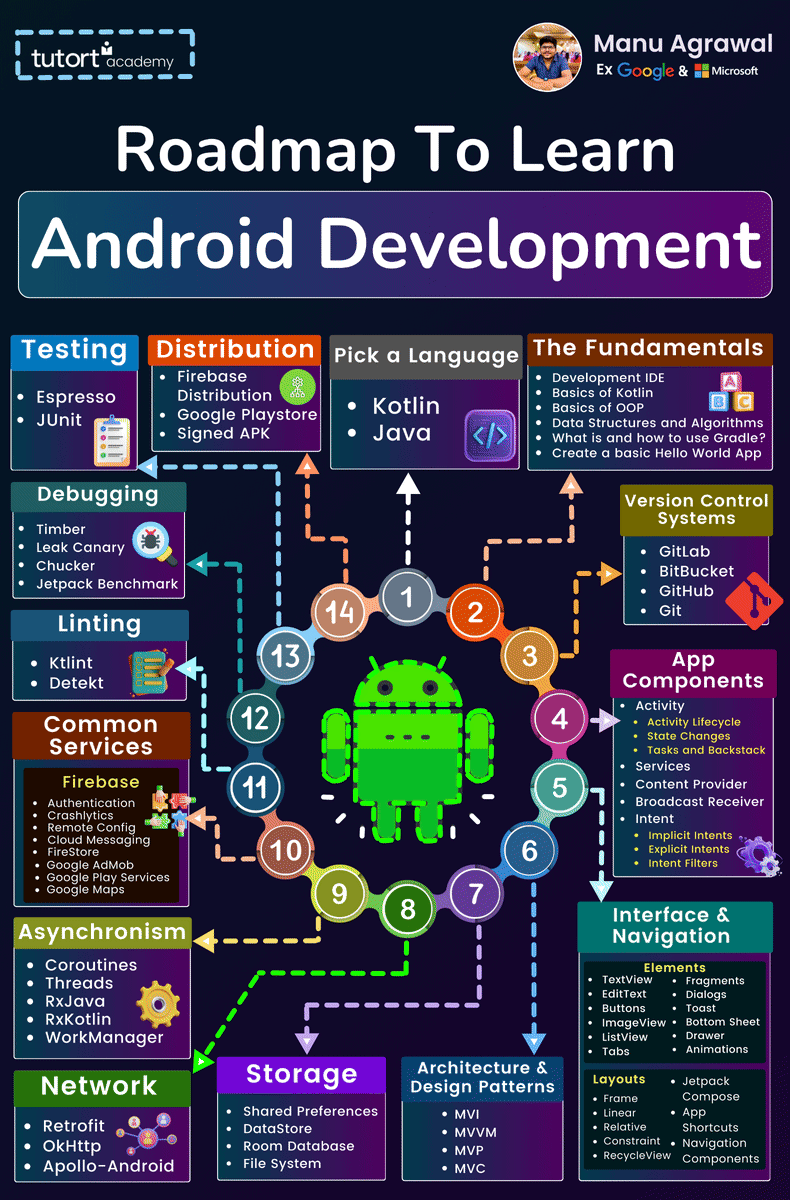 tutort academy
Manu Agrawal
Ex Google & Microsoft
Roadmap To Learn
Android Development
Testing
Espresso
JUnit
Distribution
Firebase
Distribution
Google Playstore
Signed APK
Pick a Language
Kotlin
Java
</>
The Fundamentals
Development IDE
Basics of Kotlin
Basics of OOP
Data Structures and Algorithms
What is and how to use Gradle?
Create a basic Hello World App
A
B C
Debugging
Timber
Leak Canary
Chucker
Jetpack Benchmark
Version Control
Systems
GitLab
BitBucket
GitHub
Git
Linting
Ktlint
Detekt
1
2
3
4
5
6
7
8
9
10
11
12
13
14
App
Components
Activity
Activity Lifecycle
State Changes
Tasks and Backstack
Services
Content Provider
Broadcast Receiver
Intent
Implicit Intents
Explicit Intents
Intent Filters
Common
Services
Firebase
Authentication
Crashlytics
Remote Config
Cloud Messaging
FireStore
Google AdMob
Google Play Services
Google Maps
Interface &
Navigation
Elements
TextView
EditText
Buttons
ImageView
ListView
Tabs
Fragments
Dialogs
Toast
Bottom Sheet
Drawer
Animations
Layouts
Frame
Linear
Relative
Constraint
RecycleView
Jetpack
Compose
App
Shortcuts
Navigation
Components
Asynchronism
Coroutines
Threads
RxJava
RxKotlin
WorkManager
Network
Retrofit
OkHttp
Apollo-Android
Storage
Shared Preferences
DataStore
Room Database
File System
Architecture &
Design Patterns
MVI
MVVM
MVP
MVC